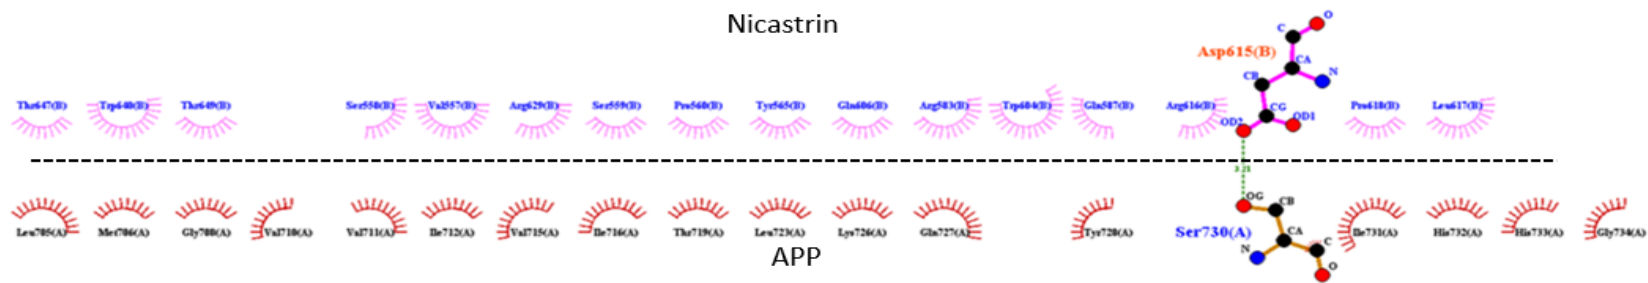 Nicastrin
O
C
Asp615(B)
CA
N
CB
Thr647(B) Trp648(B) Thr649(B) Ser558(B) Val557(B) Arg629(B) Ser559(B) Pro560(B) Tyr565(B) Gln606(B) Arg583(B) Trp604(B) Gln587(B) Arg616(B) CG Pro618(B) Leu617(B)
OD2 OD1
OG
CB
Leu705(A) Met706(A) Gly708(A) Val710(A) Val711(A) Ile712(A) Val715(A) Ile716(A) Thr719(A) Leu723(A) Lys726(A) Gln727(A) Tyr728(A) Ser730(A) Ile731(A) His732(A) His733(A) Gly734(A)
CA C
N
APP
O